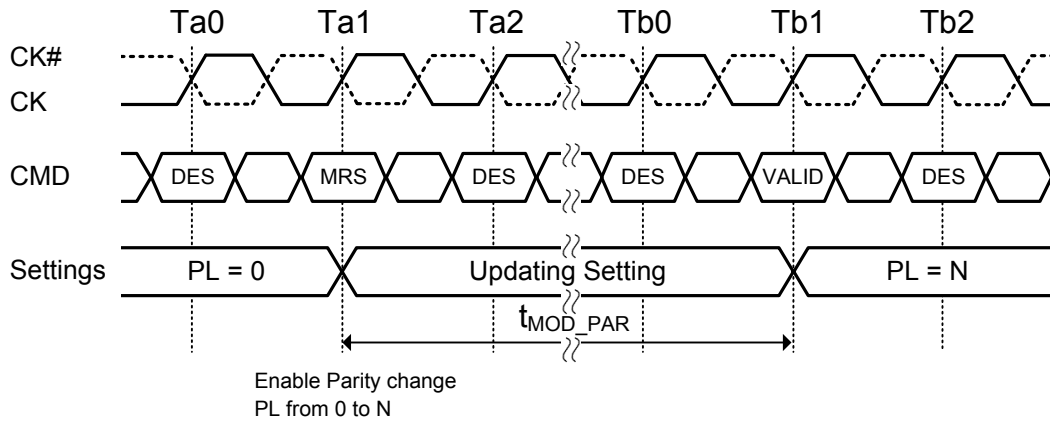 Ta0 Ta1 Ta2 Tb0 Tb1 Tb2
CK#
CK
CMD DES MRS DES DES VALID DES
Settings PL = 0 Updating Setting PL = N
tMOD_PAR
Enable Parity change
PL from 0 to N